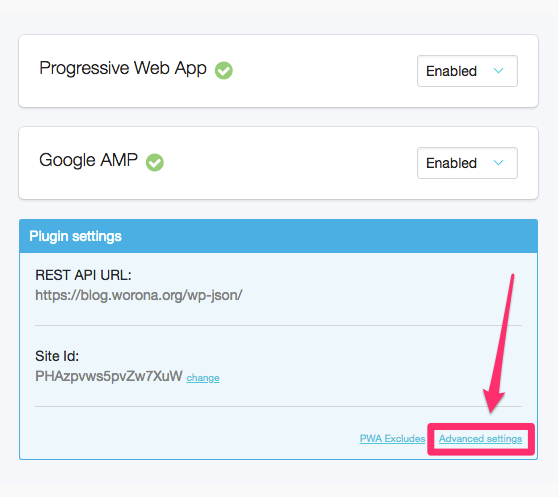 Progressive Web App
Enabled
Google AMP
Enabled
Plugin settings
REST API URL:
https://blog.worona.org/wp-json/
Site Id:
PHAzpvws5pvZw7XuW change
PWA Excludes Advanced settings